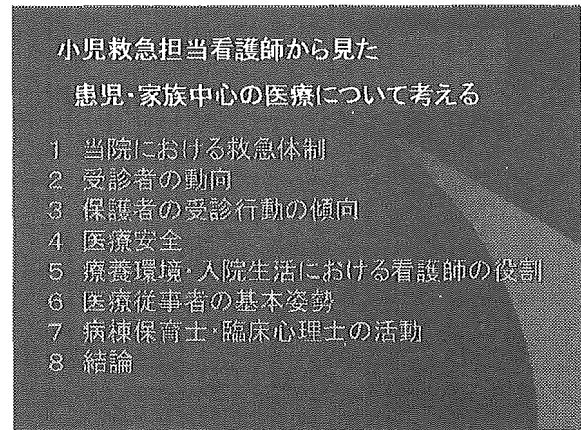 小児救急担当看護師から見た
患児・家族中心の医療について考える
1 当院における救急体制
2 受診者の動向
3 保護者の受診行動の傾向
4 医療安全
5 療養環境・入院生活における看護師の役割
6 医療従事者の基本姿勢
7 病棟保育士・臨床心理士の活動
8 結論